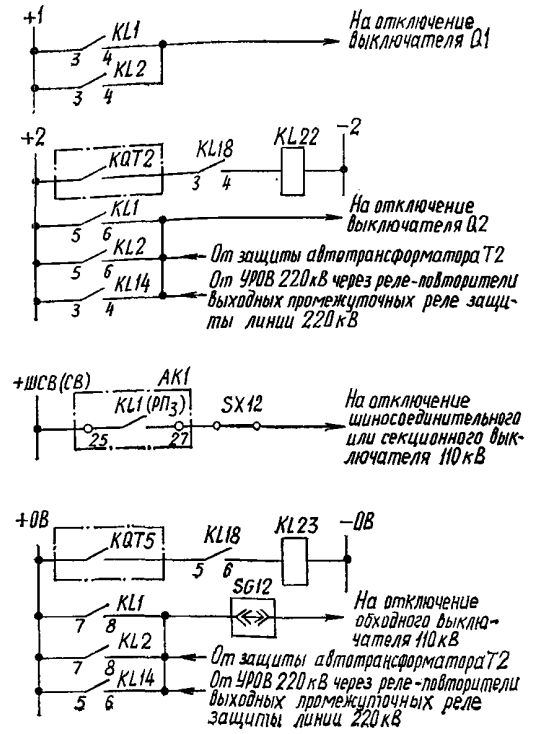 +1
KL1
3 4
На отключение
выключателя Q1
KL2
3 4
+2
-2
KQT2
KL18
KL22
3 4
KL1
5 6
На отключение
выключателя Q2
KL2
5 6
От защиты автотрансформатора Т2
KL14
3 4
От УРОВ 220 кВ через реле-повторители
выходных промежуточных реле защи-
ты линии 220 кВ
+ШСВ(СВ)
АК1
KL1 (РП3)
25 27
SX12
На отключение
шиносоединительного
или секционного вык-
лючателя 110 кВ
+ОВ
-ОВ
KQT5
KL18
KL23
5 6
SG12
KL1
7 8
На отключение
обходного выклю-
чателя 110 кВ
KL2
7 8
От защиты автотрансформатора Т2
KL14
5 6
От УРОВ 220 кВ через реле-повторители
выходных промежуточных реле
защиты линии 220 кВ